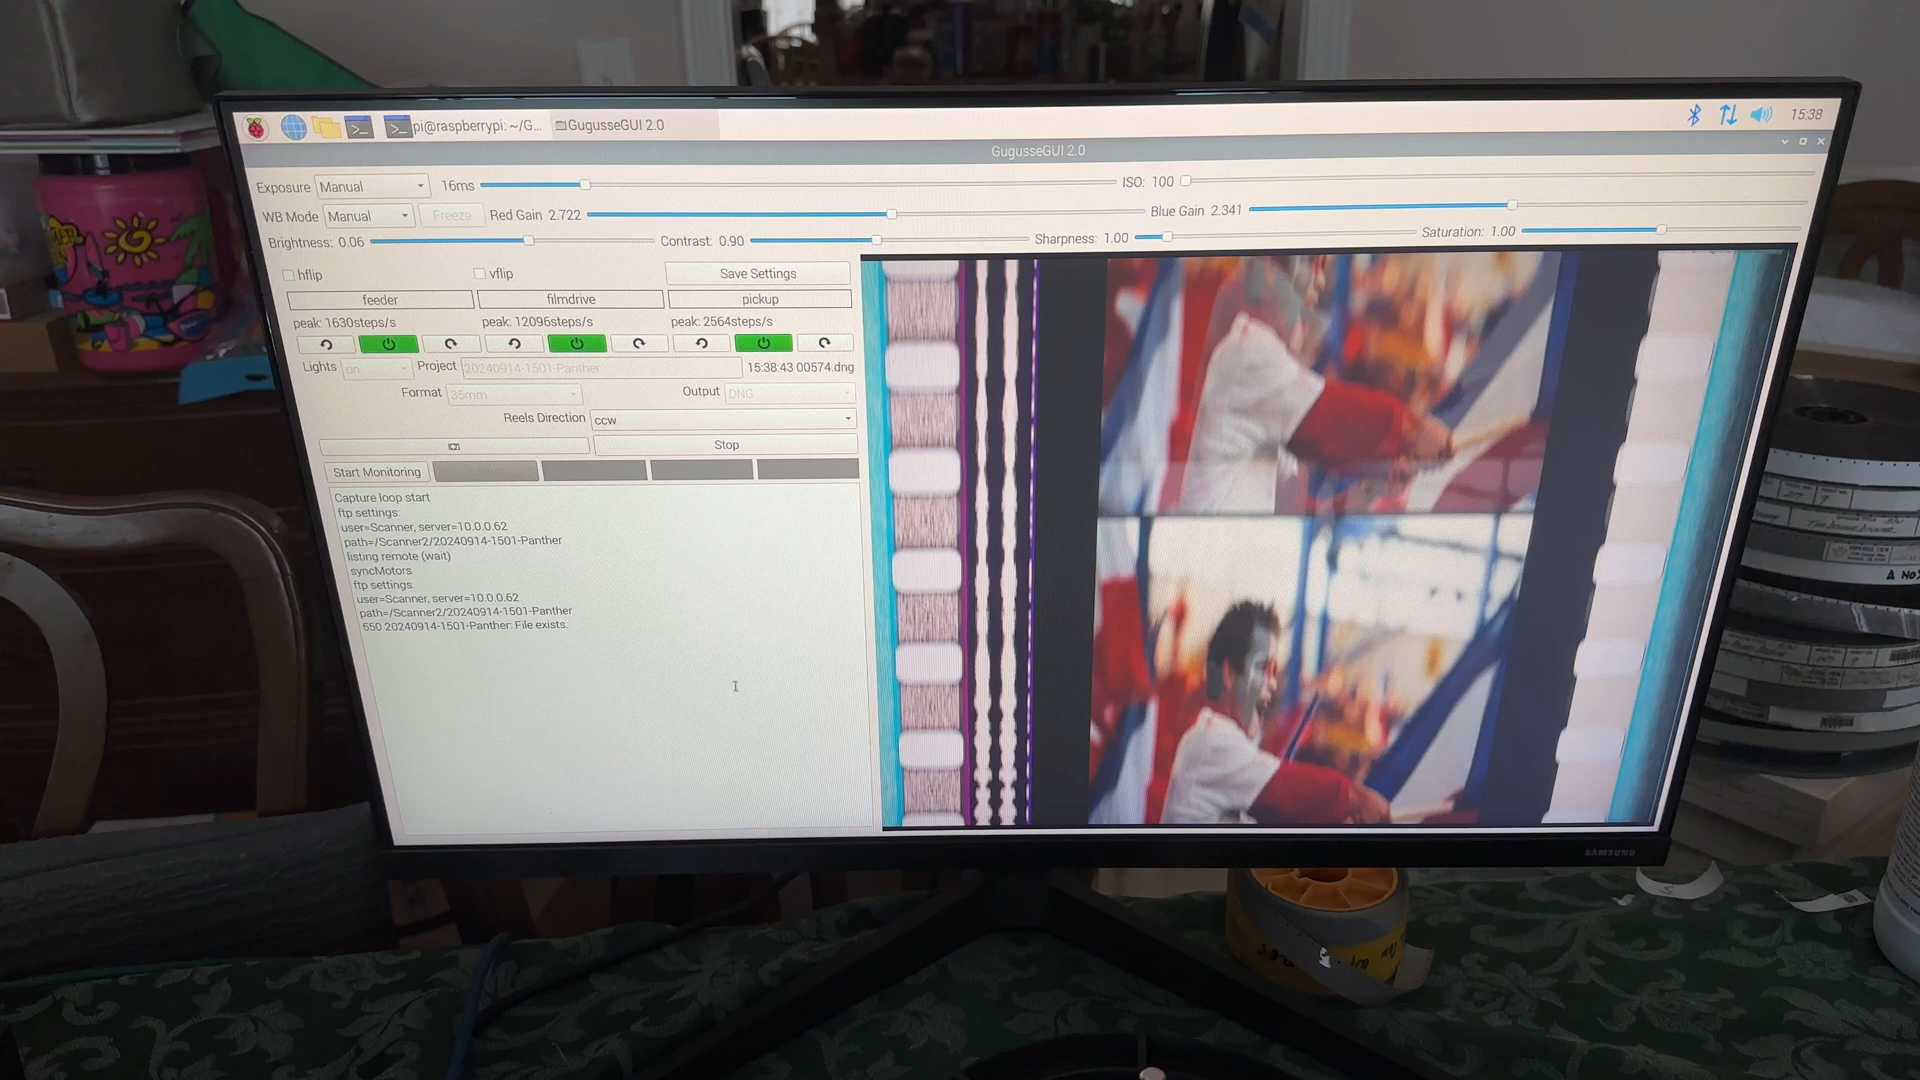 pi@raspberrypi: ~/G...
GugusseGUI 2.0
15:38
GugusseGUI 2.0
Exposure Manual 16ms ISO: 100
WB Mode Manual Freeze Red Gain 2.722 Blue Gain 2.341
Brightness: 0.06 Contrast: 0.90 Sharpness: 1.00 Saturation: 1.00
hflip vflip Save Settings
feeder filmdrive pickup
peak: 1630steps/s peak: 12096steps/s peak: 2564steps/s
Lights on Project 20240914-1501-Panther 15:38:43 00574.dng
Format 35mm Output DNG
Reels Direction ccw
Stop
Start Monitoring
Capture loop start
ftp settings:
user=Scanner, server=10.0.0.62
path=/Scanner2/20240914-1501-Panther
listing remote (wait)
syncMotors
ftp settings:
user=Scanner, server=10.0.0.62
path=/Scanner2/20240914-1501-Panther
550 20240914-1501-Panther: File exists.
SAMSUNG